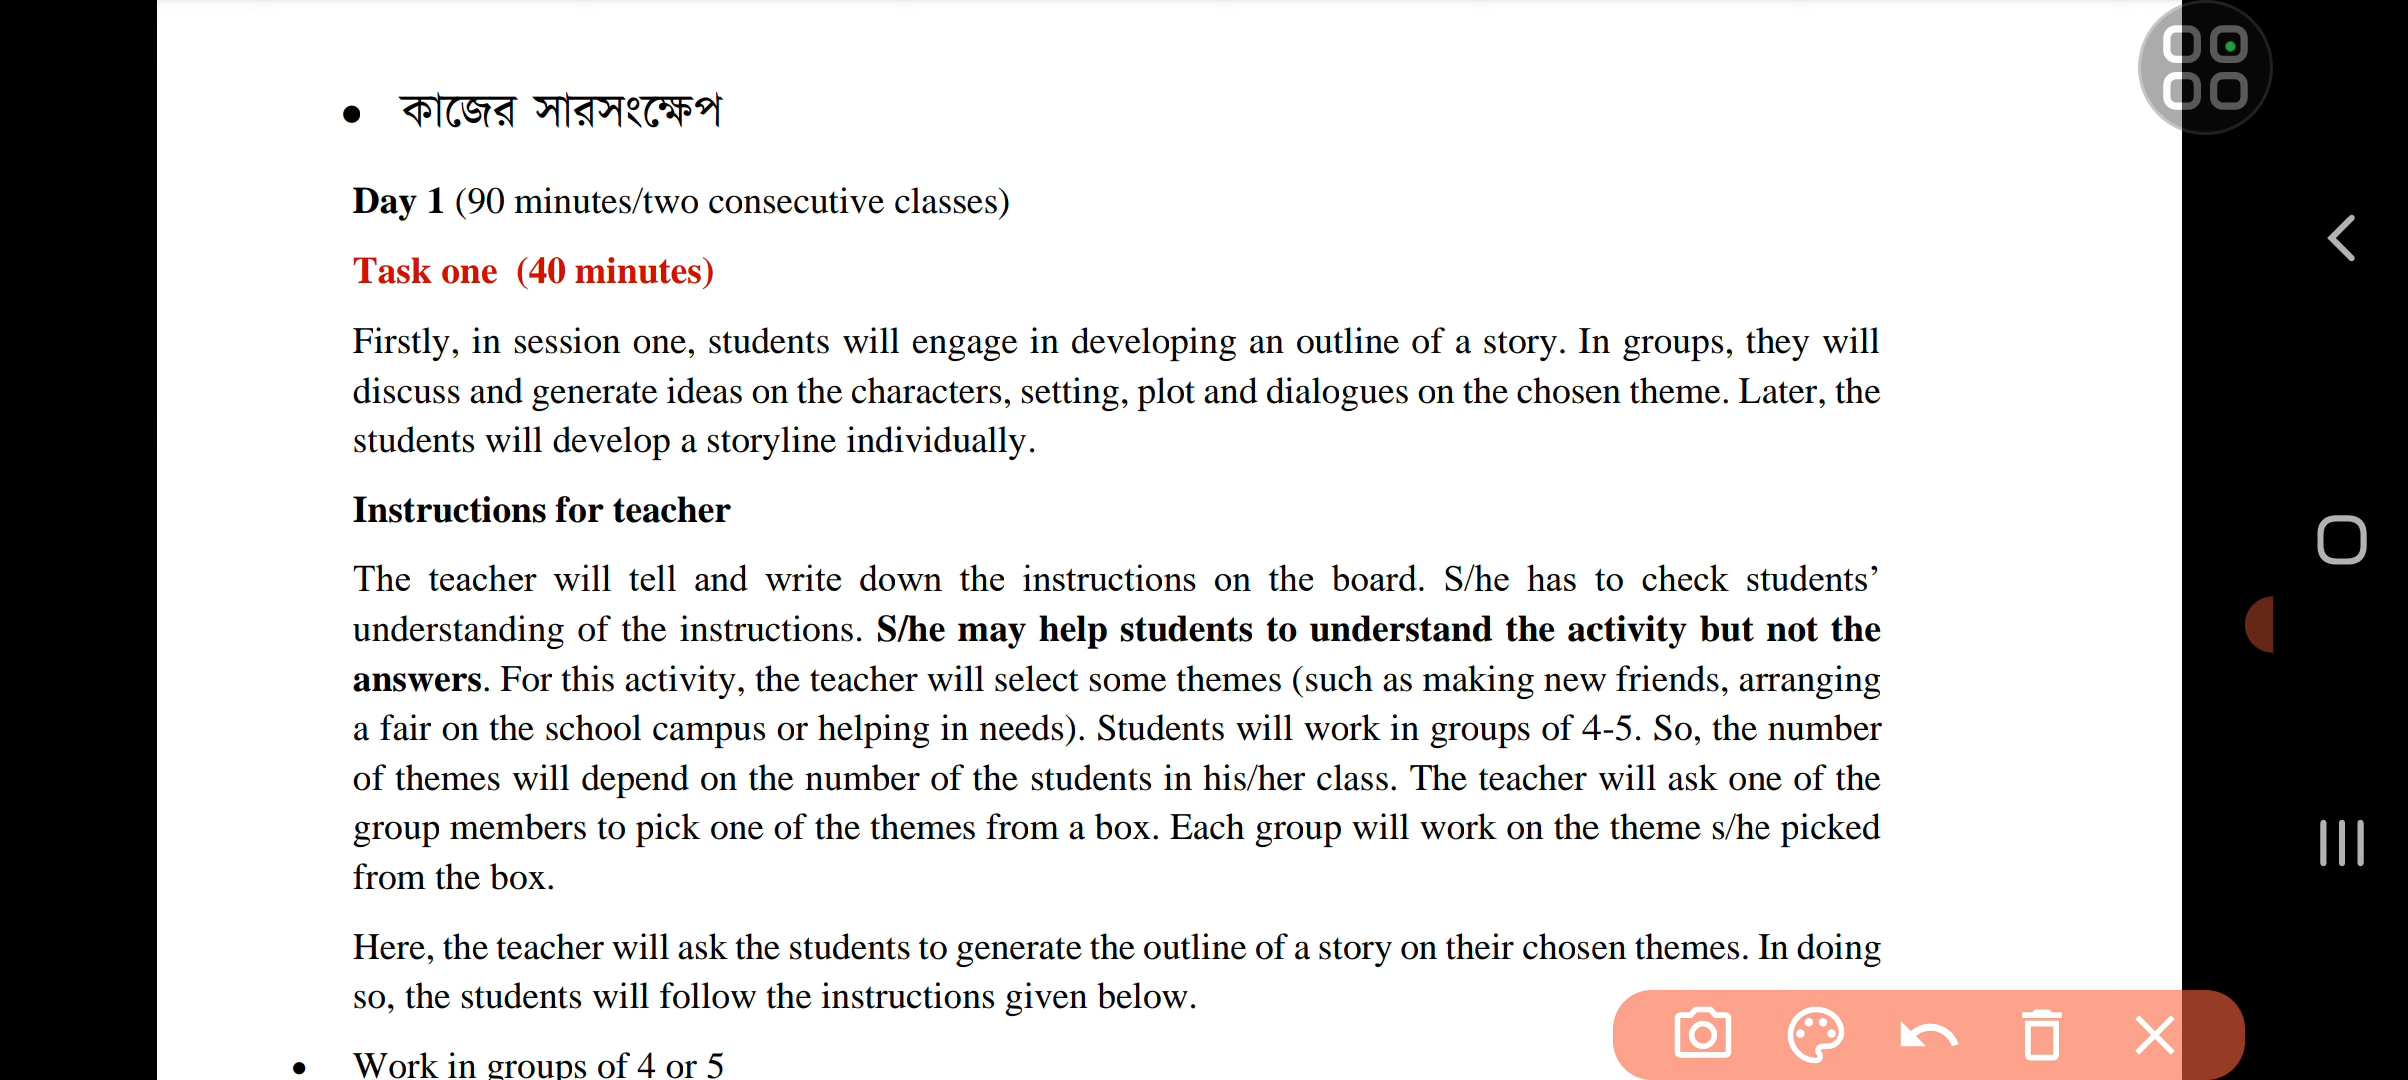 • কাজের সারসংক্ষেপ
Day 1 (90 minutes/two consecutive classes)
Task one (40 minutes)
Firstly, in session one, students will engage in developing an outline of a story. In groups, they will
discuss and generate ideas on the characters, setting, plot and dialogues on the chosen theme. Later, the
students will develop a storyline individually.
Instructions for teacher
The teacher will tell and write down the instructions on the board. S/he has to check students’
understanding of the instructions. S/he may help students to understand the activity but not the
answers. For this activity, the teacher will select some themes (such as making new friends, arranging
a fair on the school campus or helping in needs). Students will work in groups of 4-5. So, the number
of themes will depend on the number of the students in his/her class. The teacher will ask one of the
group members to pick one of the themes from a box. Each group will work on the theme s/he picked
from the box.
Here, the teacher will ask the students to generate the outline of a story on their chosen themes. In doing
so, the students will follow the instructions given below.
• Work in groups of 4 or 5